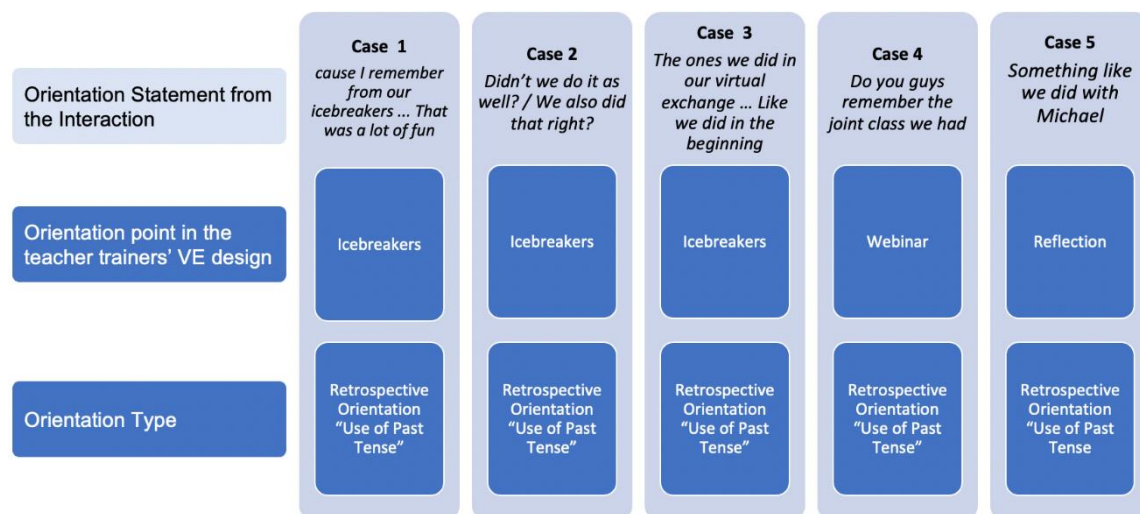 Orientation Statement from
the Interaction
Case 1
cause I remember
from our
icebreakers ... That
was a lot of fun
Case 2
Didn't we do it as
well? / We also did
that right?
Case 3
The ones we did in
our virtual
exchange ... Like
we did in the
beginning
Case 4
Do you guys
remember the
joint class we had
Case 5
Something like
we did with
Michael
Orientation point in the
teacher trainers' VE design
Icebreakers
Icebreakers
Icebreakers
Webinar
Reflection
Orientation Type
Retrospective
Orientation
"Use of Past
Tense"
Retrospective
Orientation
"Use of Past
Tense"
Retrospective
Orientation
"Use of Past
Tense"
Retrospective
Orientation
"Use of Past
Tense"
Retrospective
Orientation
"Use of Past
Tense